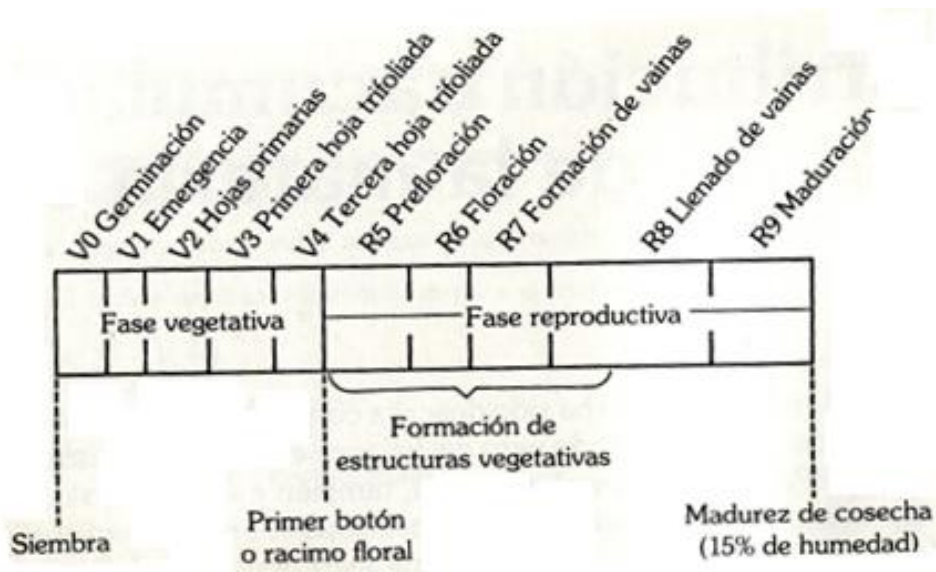 V0 Germinación
V1 Emergencia
V2 Hojas primarias
V3 Primera hoja trifoliada
V4 Tercera hoja trifoliada
R5 Prefloración
R6 Floración
R7 Formación de vainas
R8 Llenado de vainas
R9 Maduración
Fase vegetativa
Fase reproductiva
Formación de
estructuras vegetativas
Siembra
Primer botón
o racimo floral
Madurez de cosecha
(15% de humedad)